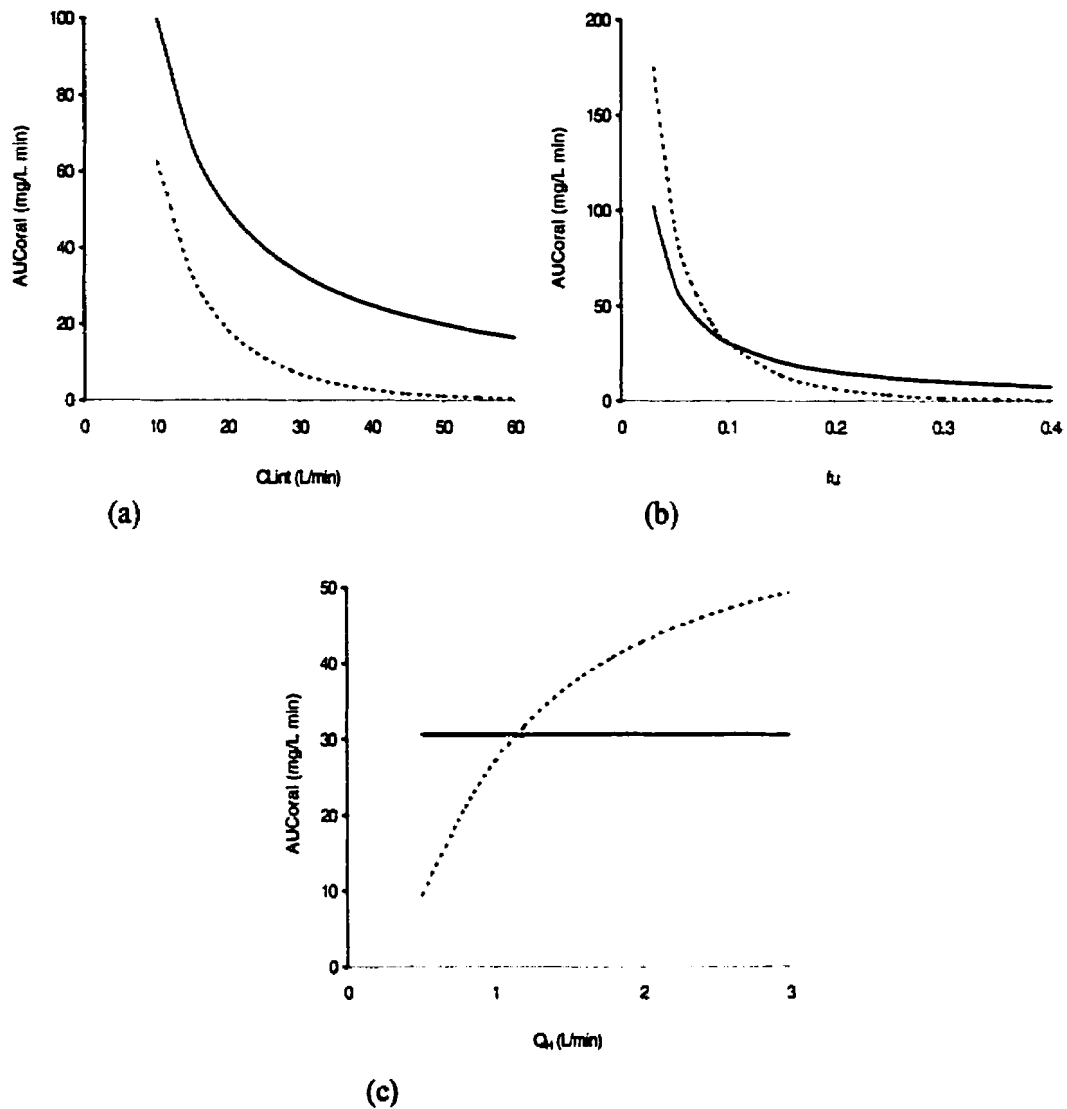 100
80
60
40
20
0
AUCoral (mg/L min)
0 10 20 30 40 50 60
CLint (L/min)
(a)
200
150
100
50
0
AUCoral (mg/L min)
0 0.1 0.2 0.3 0.4
fu
(b)
50
40
30
20
10
0
AUCoral (mg/L min)
0 1 2 3
QH (L/min)
(c)